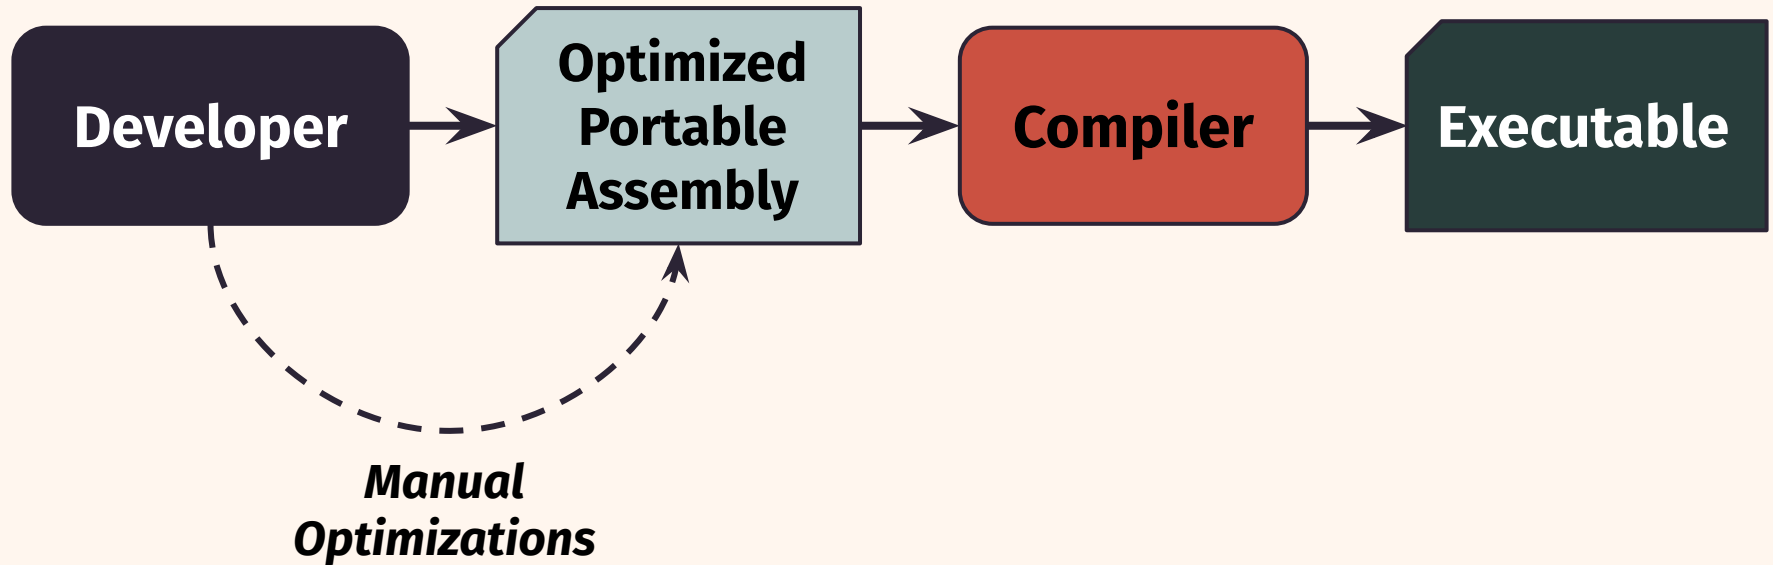 Developer
Optimized
Portable
Assembly
Compiler
Executable
Manual
Optimizations